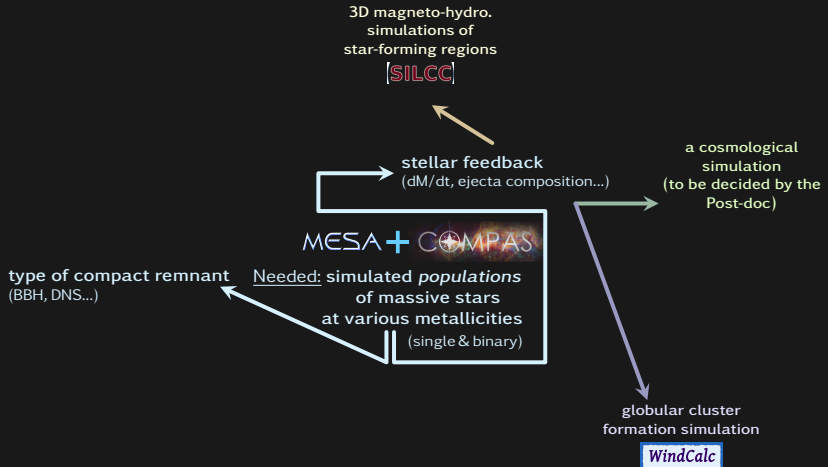 3D magneto-hydro.
simulations of
star-forming regions
[SILCC]
stellar feedback
(dM/dt, ejecta composition...)
a cosmological
simulation
(to be decided by the
Post-doc)
MESA + COMPAS
type of compact remnant
(BBH, DNS...)
Needed: simulated populations
of massive stars
at various metallicities
(single & binary)
globular cluster
formation simulation
WindCalc